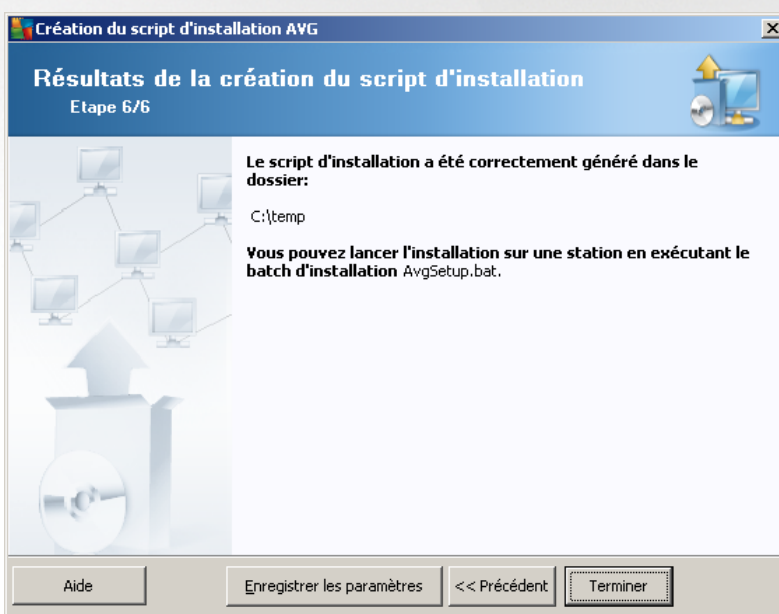 Création du script d'installation AVG
Résultats de la création du script d'installation
Etape 6/6
Le script d'installation a été correctement généré dans le
dossier:
C:\temp
Vous pouvez lancer l'installation sur une station en exécutant le
batch d'installation AvgSetup.bat.
Aide
Enregistrer les paramètres
<< Précédent
Terminer